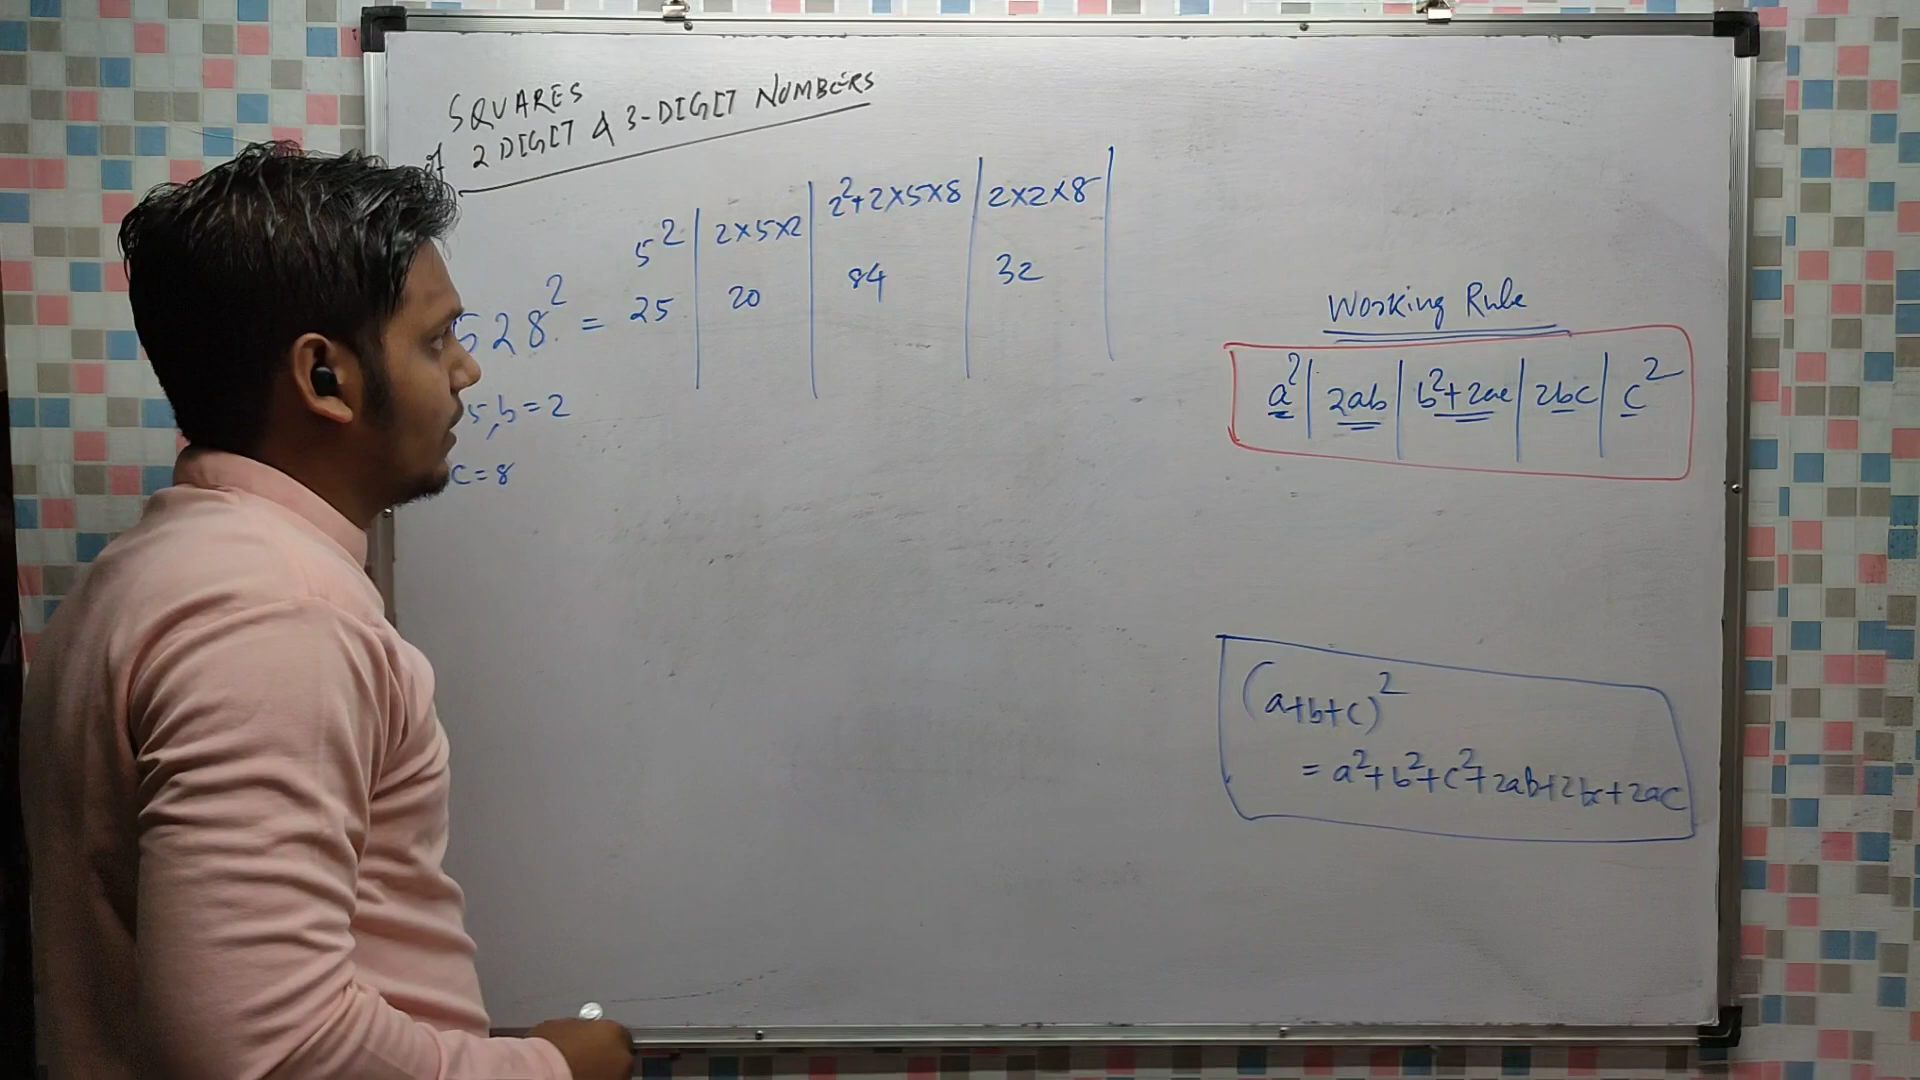 SQUARES
of 2 DIGIT & 3-DIGIT NUMBERS
5² | 2×5×2 | 2²+2×5×8 | 2×2×8 |
528² = 25 | 20 | 84 | 32 |
5, b=2
c=8
Working Rule
a² | 2ab | b²+2ac | 2bc | c²
(a+b+c)²
= a²+b²+c²+2ab+2bc+2ac